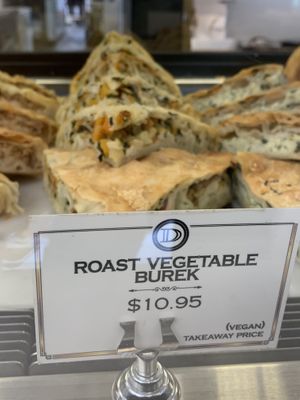 D
ROAST VEGETABLE
BUREK
$10.95
(VEGAN)
TAKEAWAY PRICE